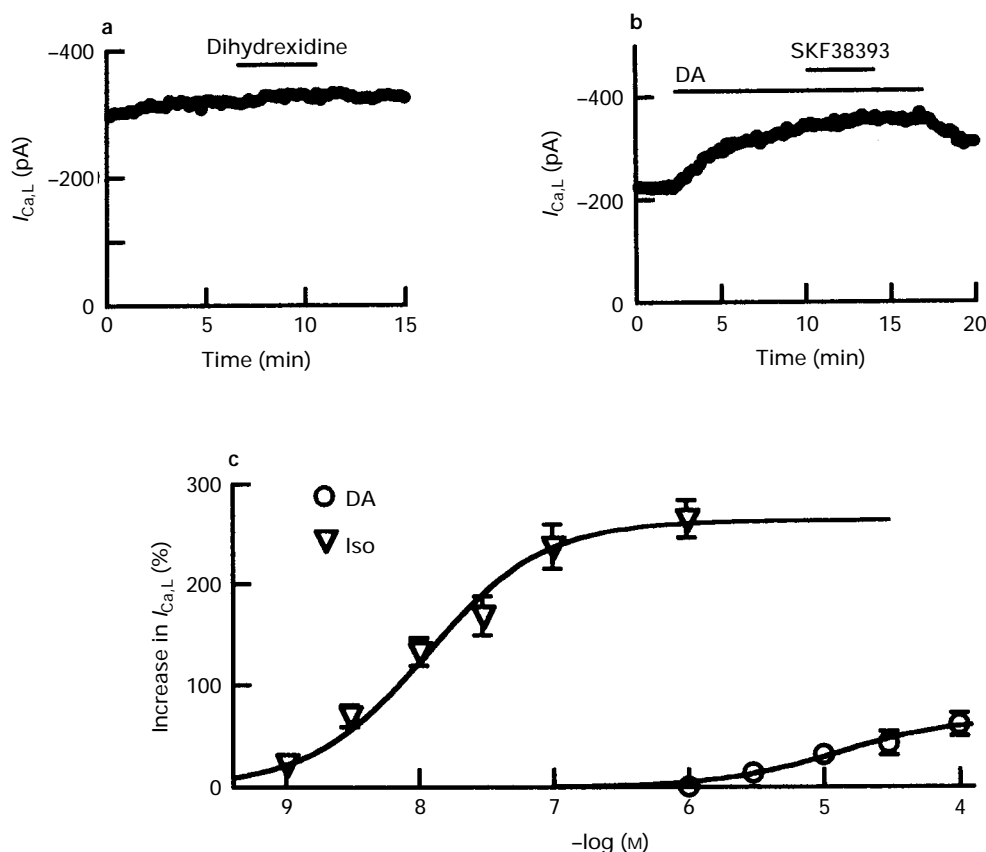 a
Dihydrexidine
−400
−200
0
I_Ca,L (pA)
0 5 10 15
Time (min)
b
SKF38393
DA
−400
−200
0
I_Ca,L (pA)
0 5 10 15 20
Time (min)
c
300
200
100
0
Increase in I_Ca,L (%)
DA
Iso
9 8 7 6 5 4
−log (M)